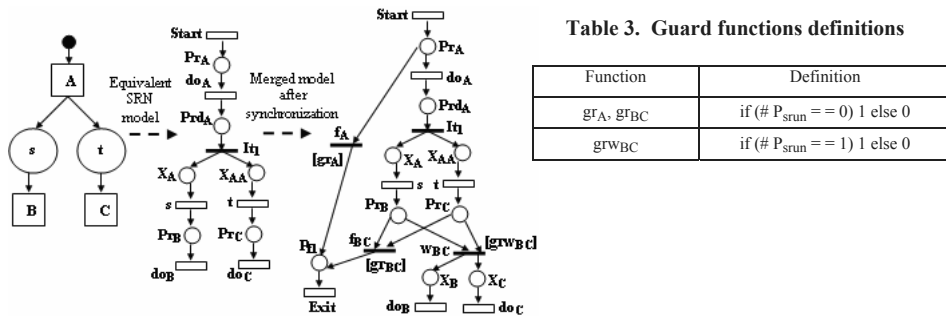 A
s
t
B
C
Equivalent
SRN
model
Start
PrA
doA
PrdA
It1
XA
XAA
s
t
PrB
PrC
doB
doC
Merged model
after
synchronization
Start
PrA
doA
PrdA
fA
[grA]
It1
XA
XAA
s
t
PrB
PrC
fBC
[grBC]
wBC
[grwBC]
Pfl
Exit
XB
XC
doB
doC
Table 3. Guard functions definitions
Function Definition
grA, grBC if (# Psrun = = 0) 1 else 0
grwBC if (# Psrun = = 1) 1 else 0